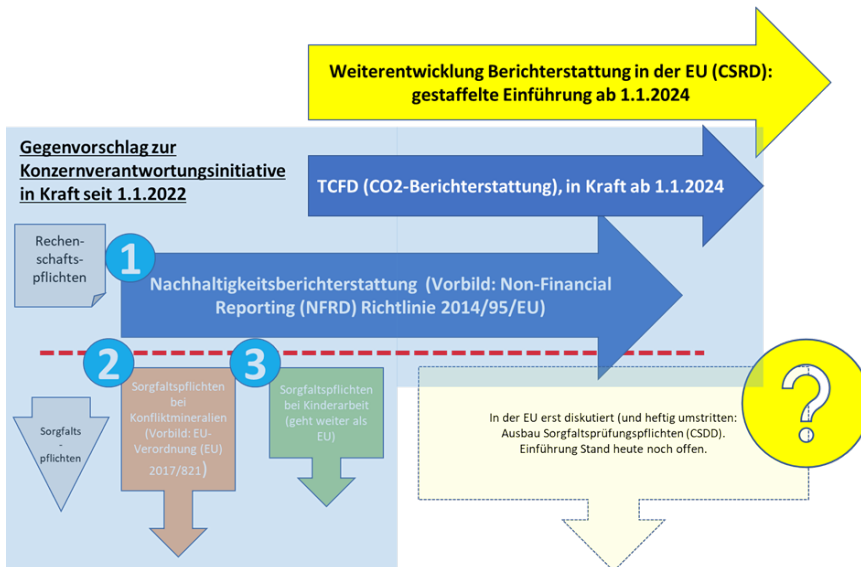 Weiterentwicklung Berichterstattung in der EU (CSRD):
gestaffelte Einführung ab 1.1.2024
Gegenvorschlag zur
Konzernverantwortungsinitiative
in Kraft seit 1.1.2022
TCFD (CO2-Berichterstattung), in Kraft ab 1.1.2024
Rechen-
schafts-
pflichten
1
Nachhaltigkeitsberichterstattung (Vorbild: Non-Financial
Reporting (NFRD) Richtlinie 2014/95/EU)
2
3
Sorgfalts
-
pflichten
Sorgfaltspflichten
bei
Konfliktmineralien
(Vorbild: EU-
Verordnung (EU)
2017/821)
Sorgfaltspflichten
bei Kinderarbeit
(geht weiter als
EU)
In der EU erst diskutiert (und heftig umstritten:
Ausbau Sorgfaltsprüfungspflichten (CSDD).
Einführung Stand heute noch offen.
?